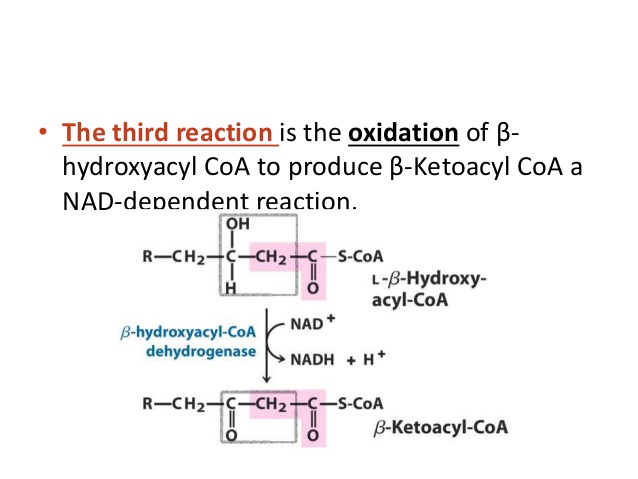 • The third reaction is the oxidation of β-
hydroxyacyl CoA to produce β-Ketoacyl CoA a
NAD-dependent reaction.
OH
R—CH2—C—CH2—C—S-CoA
H O
L-β-Hydroxy-
acyl-CoA
β-hydroxyacyl-CoA
dehydrogenase
NAD+
NADH + H+
R—CH2—C—CH2—C—S-CoA
O O
β-Ketoacyl-CoA